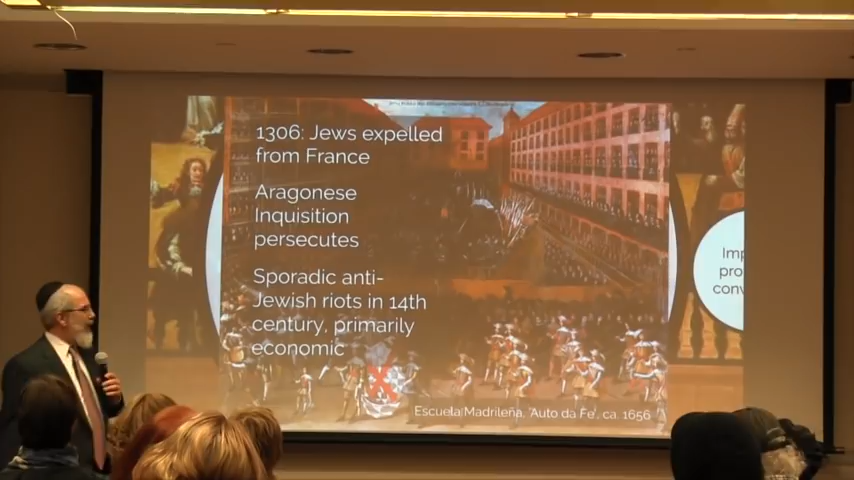 1306: Jews expelled
from France
Aragonese
Inquisition
persecutes
Sporadic anti-
Jewish riots in 14th
century, primarily
economic
Escuela Madrileña, "Auto da Fe", ca. 1656